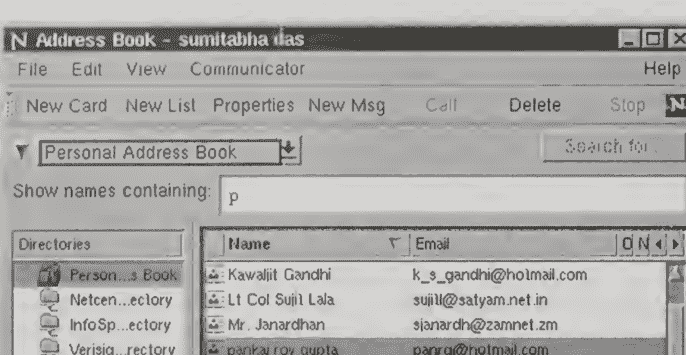 N Address Book - sumitabha das
File Edit View Communicator Help
New Card New List Properties New Msg Call Delete Stop N
Personal Address Book
Search for...
Show names containing: p
Directories Name Email O N
Person...s Book Kawaljit Gandhi k_s_gandhi@hotmail.com
Netcen...ectory Lt Col Sujit Lala sujill@satyam.net.in
InfoSp...ectory Mr. Janardhan sjanardh@zamnet.zm
Verisig...rectory pankaj roy gupta panrg@hotmail.com